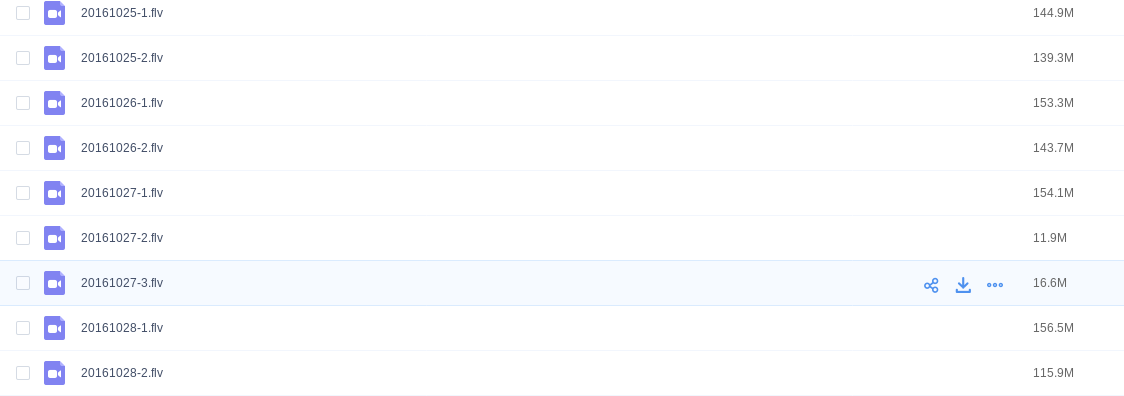 20161025-1.flv 144.9M
20161025-2.flv 139.3M
20161026-1.flv 153.3M
20161026-2.flv 143.7M
20161027-1.flv 154.1M
20161027-2.flv 11.9M
20161027-3.flv 16.6M
20161028-1.flv 156.5M
20161028-2.flv 115.9M